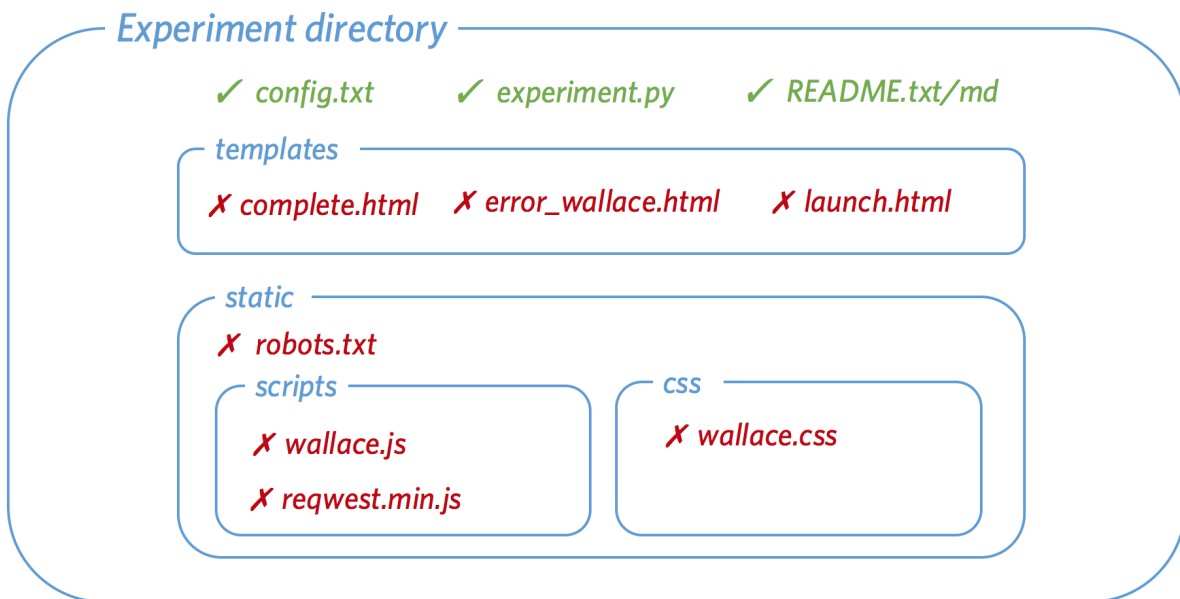 Experiment directory
✓ config.txt ✓ experiment.py ✓ README.txt/md
templates
✗ complete.html ✗ error_wallace.html ✗ launch.html
static
✗ robots.txt
scripts
✗ wallace.js
✗ reqwest.min.js
css
✗ wallace.css